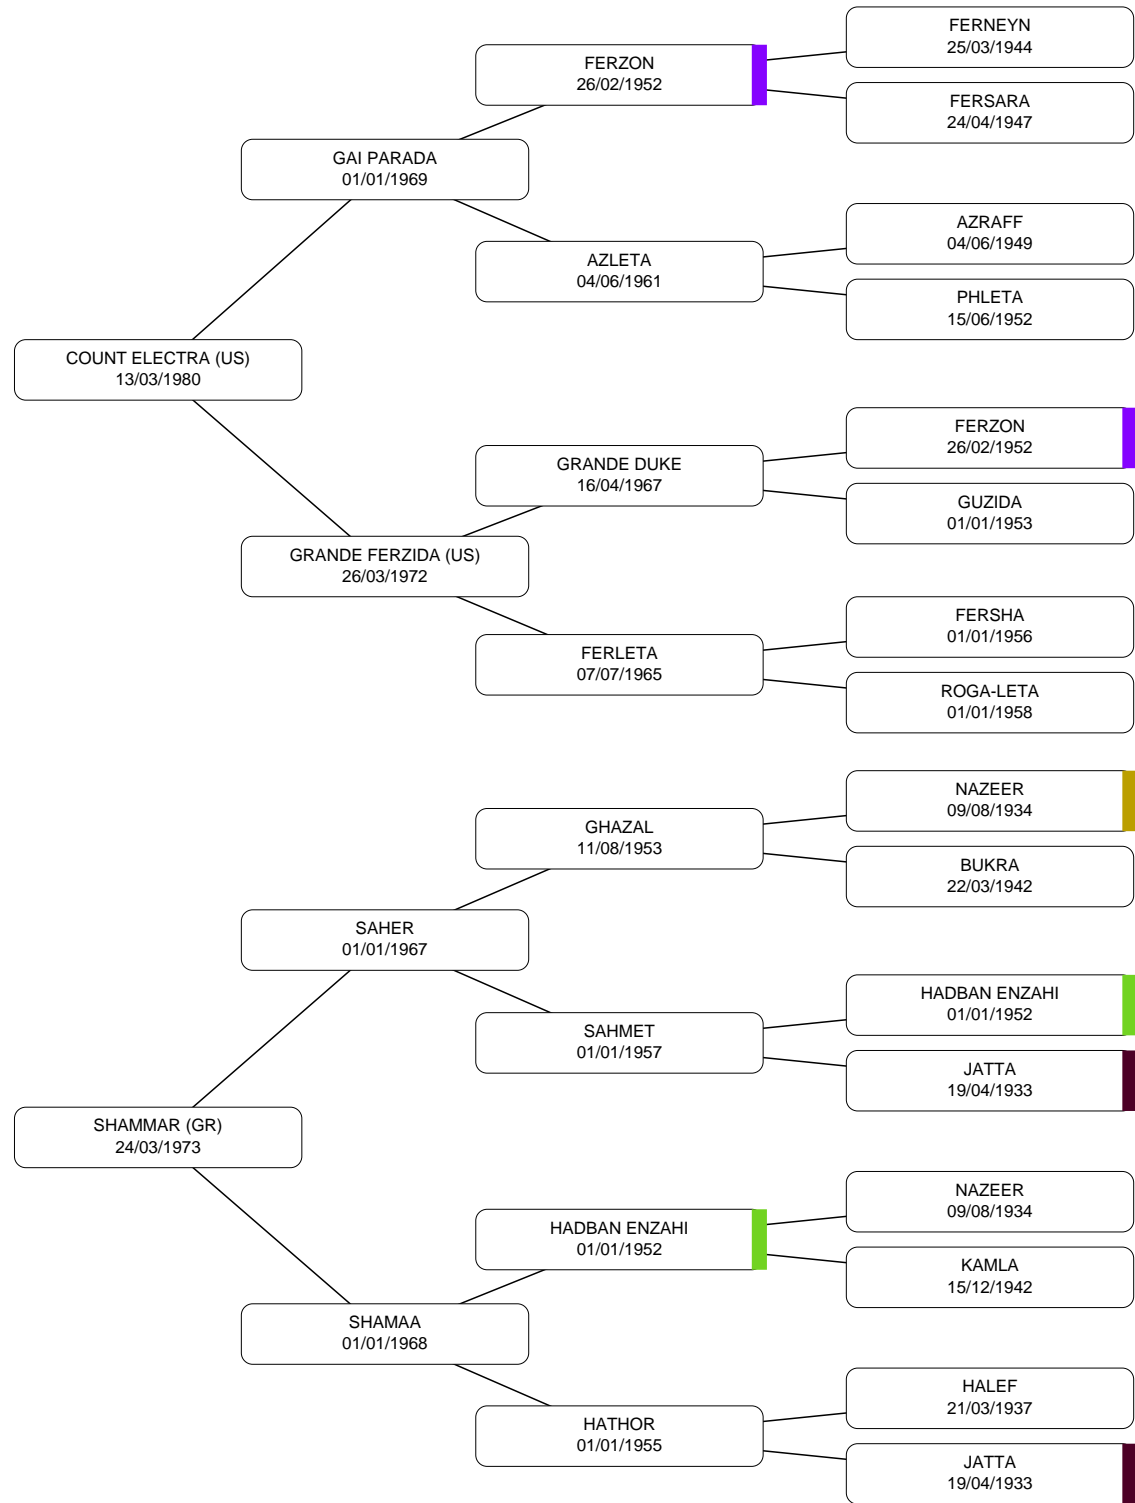 FERNEYN
25/03/1944
FERZON
26/02/1952
FERSARA
24/04/1947
GAI PARADA
01/01/1969
AZRAFF
04/06/1949
AZLETA
04/06/1961
PHLETA
15/06/1952
COUNT ELECTRA (US)
13/03/1980
FERZON
26/02/1952
GRANDE DUKE
16/04/1967
GUZIDA
01/01/1953
GRANDE FERZIDA (US)
26/03/1972
FERSHA
01/01/1956
FERLETA
07/07/1965
ROGA-LETA
01/01/1958
NAZEER
09/08/1934
GHAZAL
11/08/1953
BUKRA
22/03/1942
SAHER
01/01/1967
HADBAN ENZAHI
01/01/1952
SAHMET
01/01/1957
JATTA
19/04/1933
SHAMMAR (GR)
24/03/1973
NAZEER
09/08/1934
HADBAN ENZAHI
01/01/1952
KAMLA
15/12/1942
SHAMAA
01/01/1968
HALEF
21/03/1937
HATHOR
01/01/1955
JATTA
19/04/1933